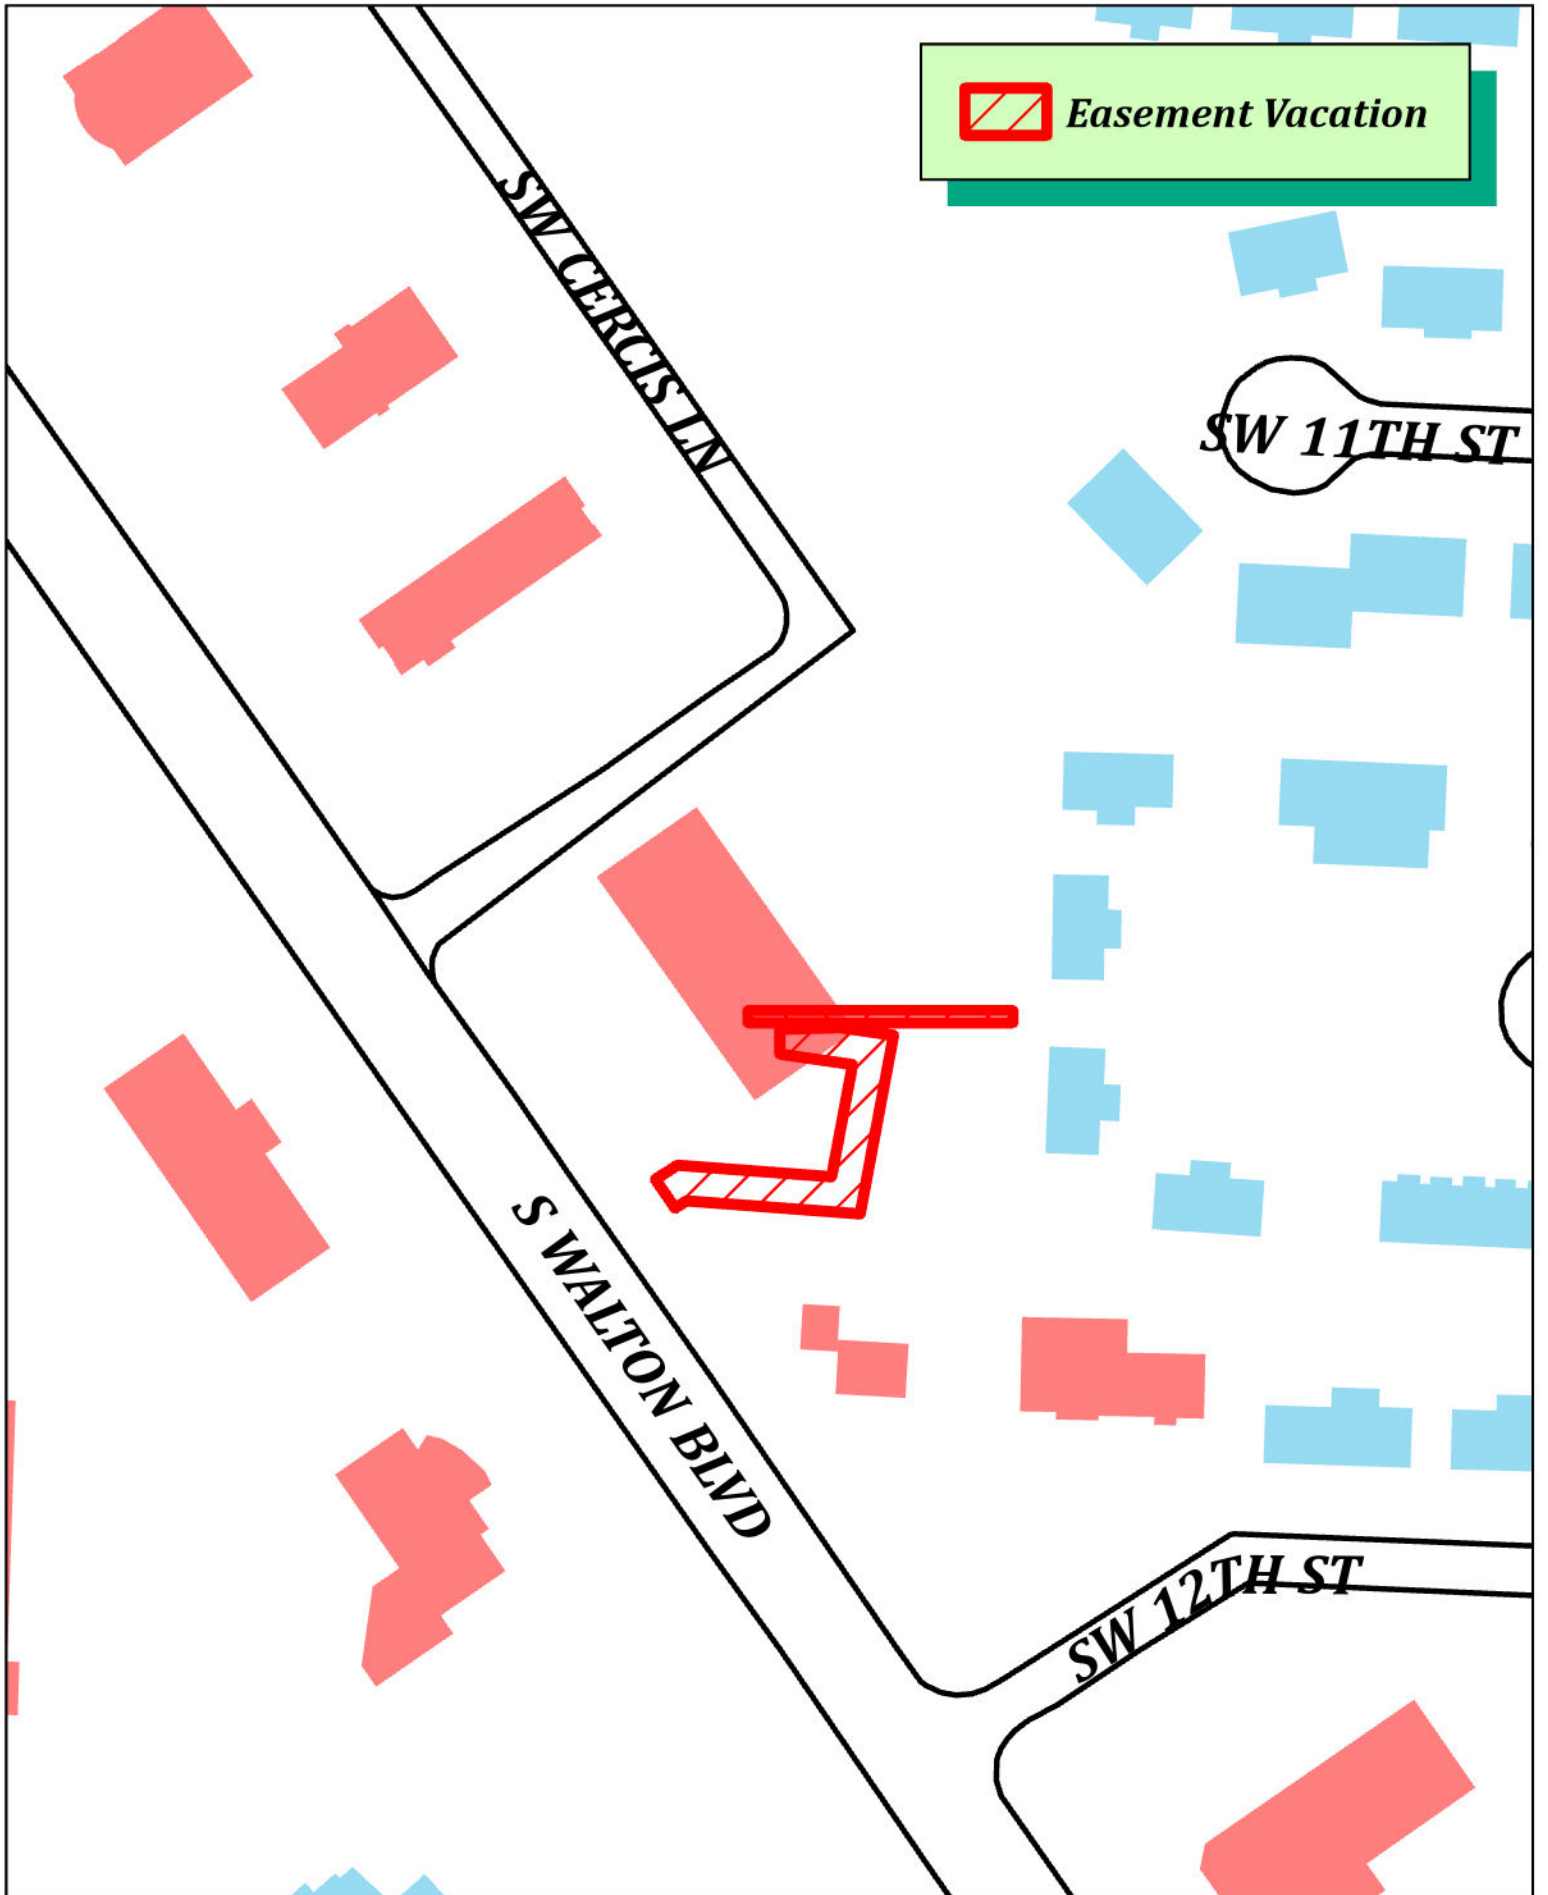 Easement Vacation
SW CERCIS LN
SW 11TH ST
S WALTON BLVD
SW 12TH ST